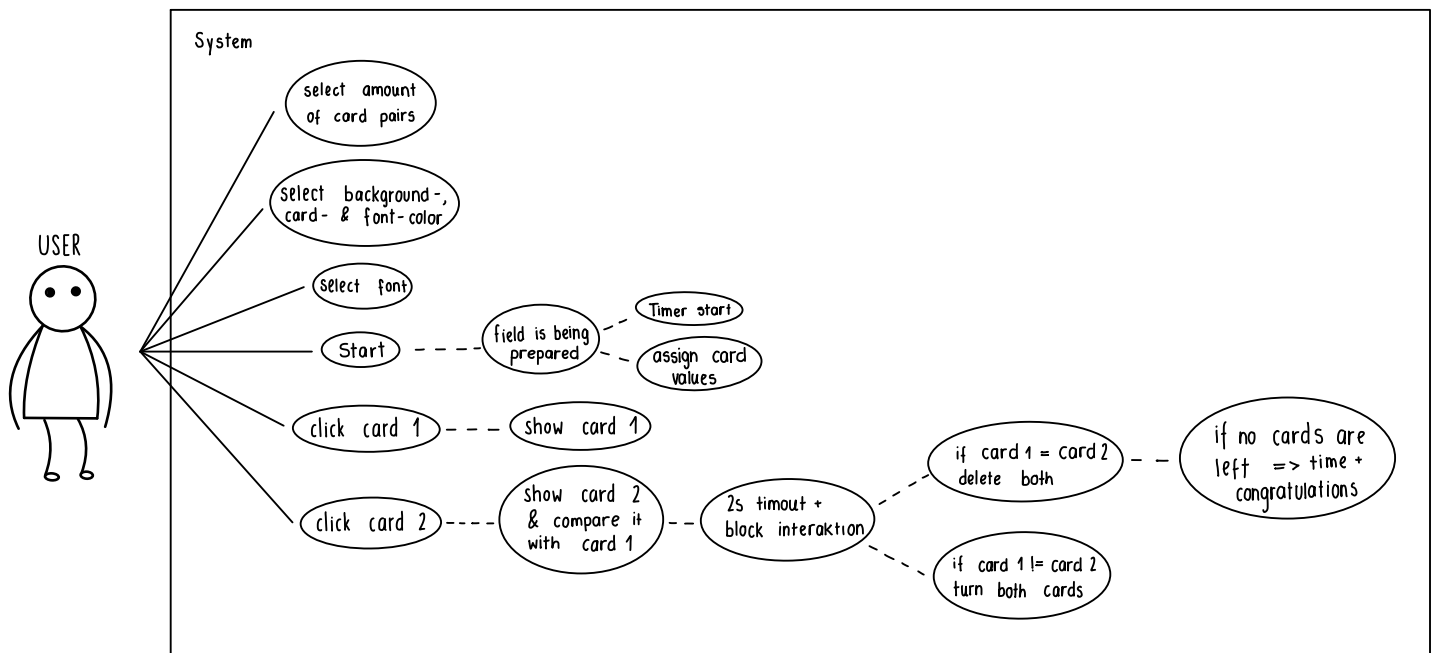 System
select amount
of card pairs
select background-,
card- & font-color
USER
select font
Start
field is being
prepared
Timer start
assign card
values
click card 1
show card 1
click card 2
show card 2
& compare it
with card 1
2s timout +
block interaktion
if card 1 = card 2
delete both
if card 1 != card 2
turn both cards
if no cards are
left => time +
congratulations